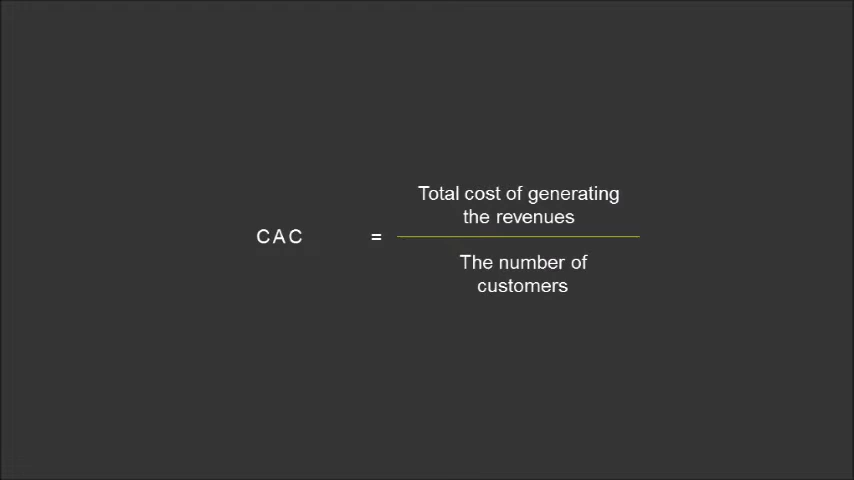 CAC = Total cost of generating
the revenues
The number of
customers